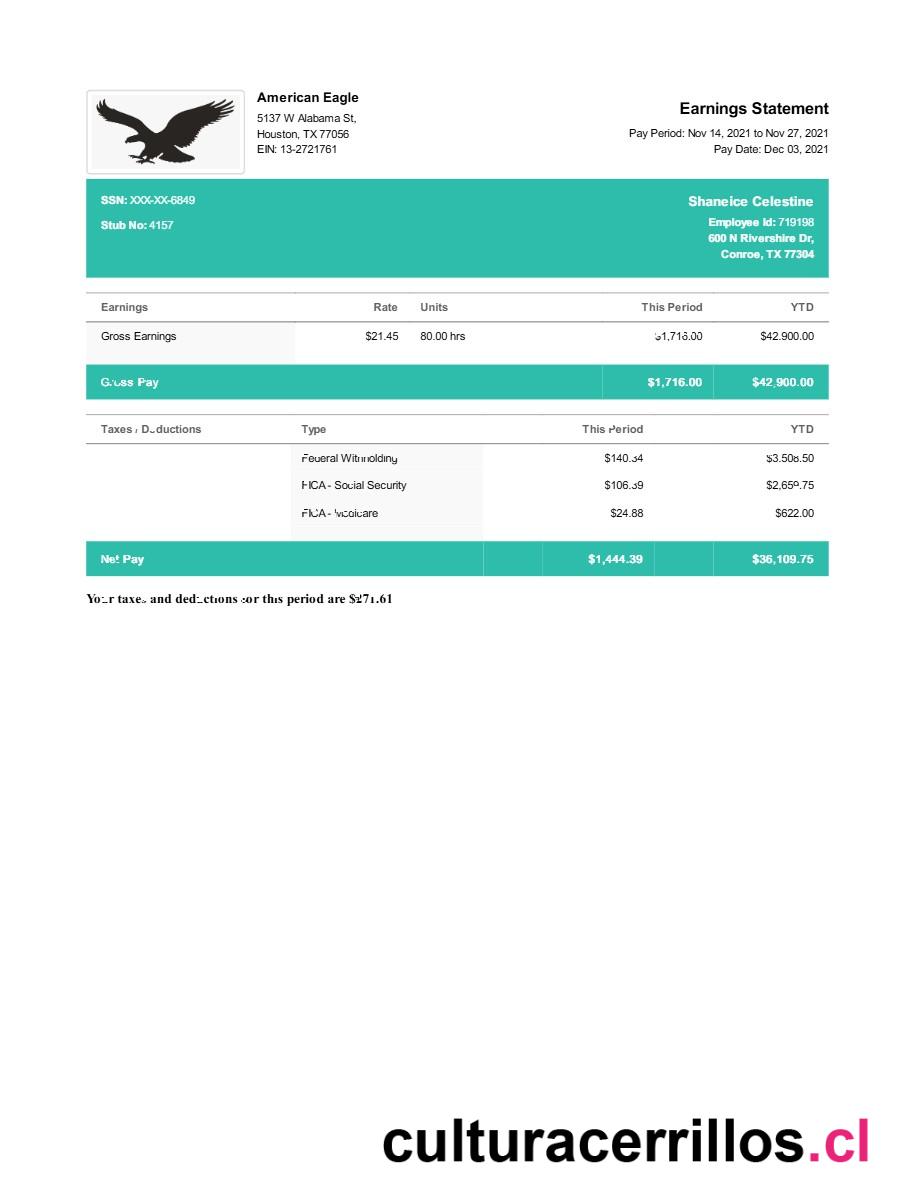 American Eagle
5137 W Alabama St,
Houston, TX 77056
EIN: 13-2721761
Earnings Statement
Pay Period: Nov 14, 2021 to Nov 27, 2021
Pay Date: Dec 03, 2021
SSN: XXX-XX-6849
Stub No: 4157
Shaneice Celestine
Employee Id: 719198
600 N Rivershire Dr,
Conroe, TX 77304
Earnings Rate Units This Period YTD
Gross Earnings $21.45 80.00 hrs $1,716.00 $42.900.00
Gross Pay $1,716.00 $42,900.00
Taxes / Deductions Type This Period YTD
Federal Witnholding $140.34 $3.508.50
FICA - Social Security $106.39 $2,659.75
FICA - Medicare $24.88 $622.00
Net Pay $1,444.39 $36,109.75
Your taxes and deductions for this period are $271.61
culturacerrillos.cl